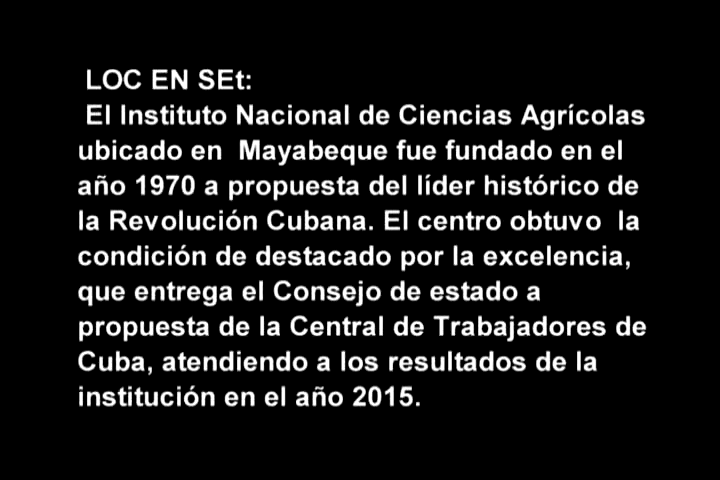 LOC EN SEt:
El Instituto Nacional de Ciencias Agrícolas
ubicado en  Mayabeque fue fundado en el
año 1970 a propuesta del líder histórico de
la Revolución Cubana. El centro obtuvo  la
condición de destacado por la excelencia,
que entrega el Consejo de estado a
propuesta de la Central de Trabajadores de
Cuba, atendiendo a los resultados de la
institución en el año 2015.